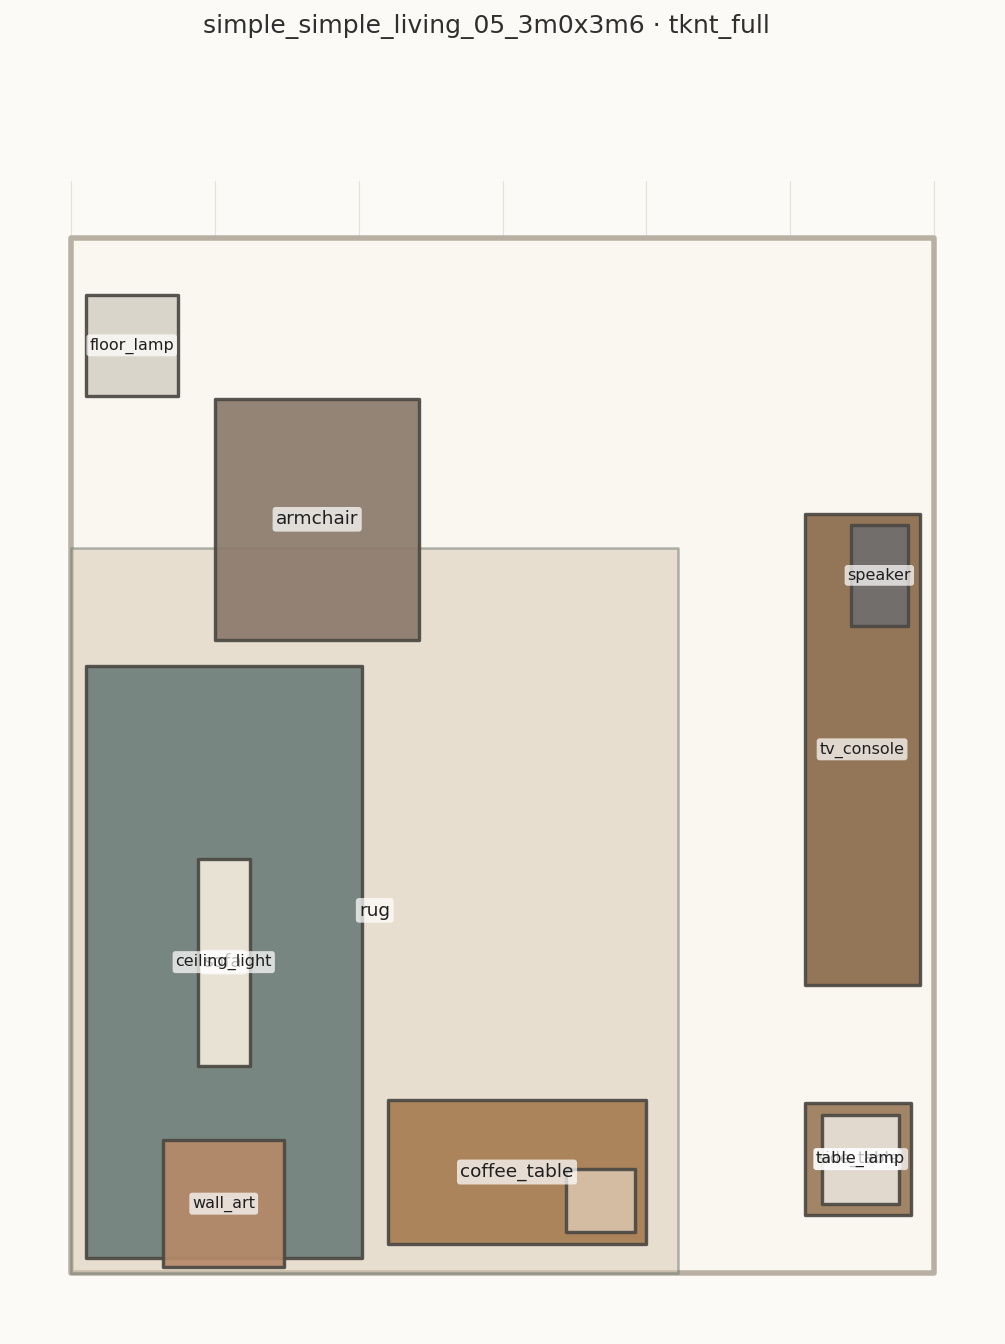 simple_simple_living_05_3m0x3m6 · tknt_full
floor_lamp
armchair
speaker
tv_console
rug
ceiling_light
table_lamp
coffee_table
wall_art